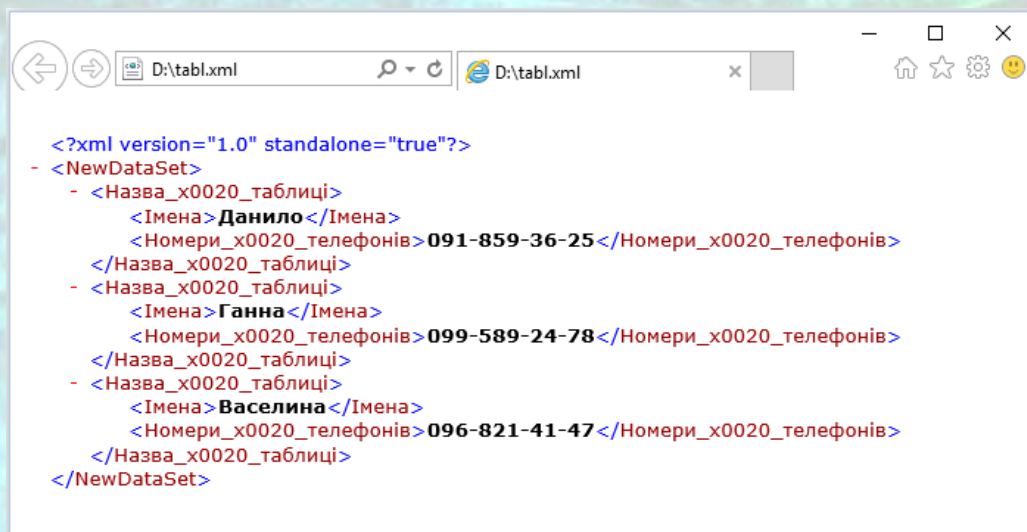 D:\tabl.xml
D:\tabl.xml
<?xml version="1.0" standalone="true"?>
- <NewDataSet>
- <Назва_x0020_таблиці>
<Імена>Данило</Імена>
<Номери_x0020_телефонів>091-859-36-25</Номери_x0020_телефонів>
</Назва_x0020_таблиці>
- <Назва_x0020_таблиці>
<Імена>Ганна</Імена>
<Номери_x0020_телефонів>099-589-24-78</Номери_x0020_телефонів>
</Назва_x0020_таблиці>
- <Назва_x0020_таблиці>
<Імена>Васелина</Імена>
<Номери_x0020_телефонів>096-821-41-47</Номери_x0020_телефонів>
</Назва_x0020_таблиці>
</NewDataSet>